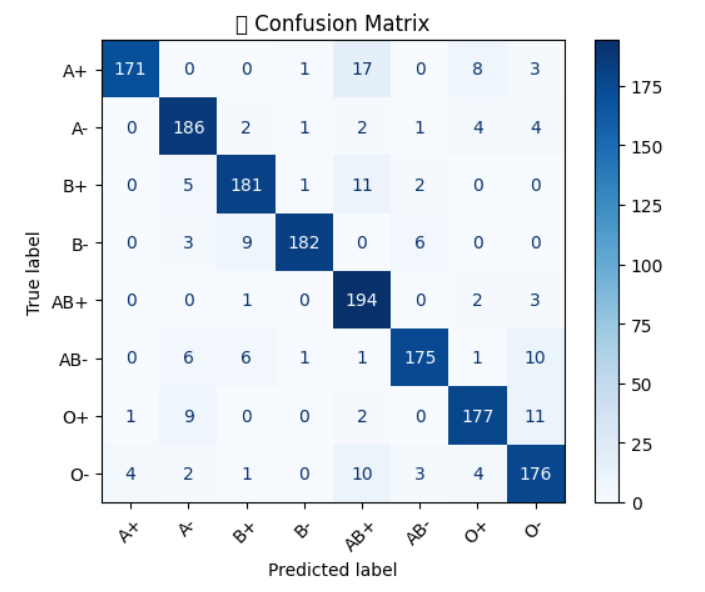 ▯ Confusion Matrix
A+ 171 0 0 1 17 0 8 3
A- 0 186 2 1 2 1 4 4
B+ 0 5 181 1 11 2 0 0
B- 0 3 9 182 0 6 0 0
AB+ 0 0 1 0 194 0 2 3
AB- 0 6 6 1 1 175 1 10
O+ 1 9 0 0 2 0 177 11
O- 4 2 1 0 10 3 4 176
True label
A+ A- B+ B- AB+ AB- O+ O-
Predicted label
175
150
125
100
75
50
25
0